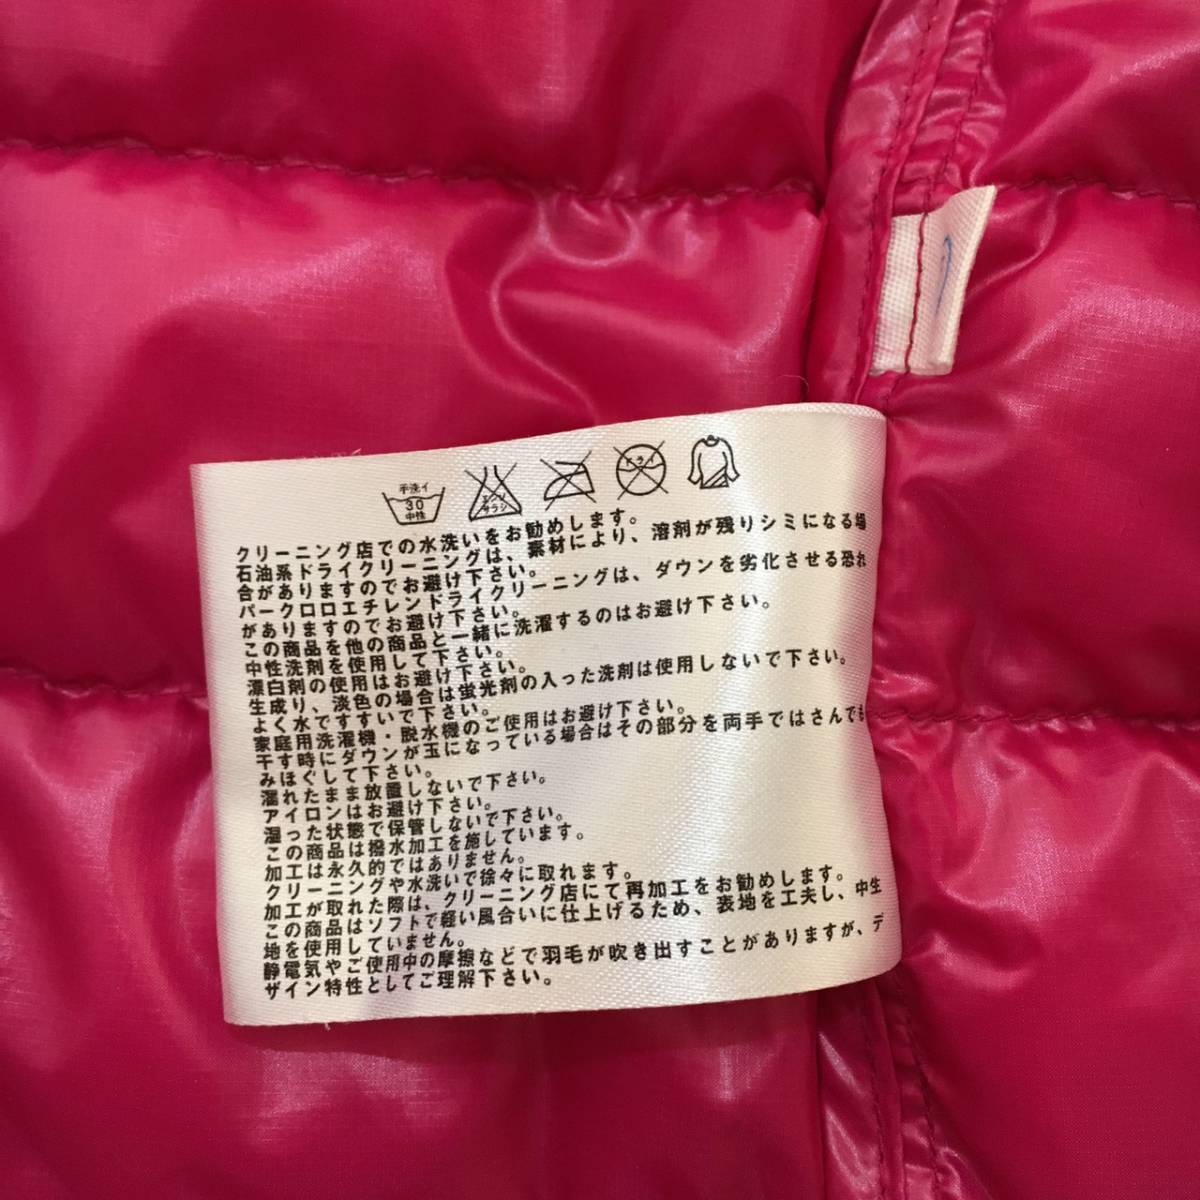 手洗イ
30
中性
エンソ
サラシ
ドライ
クリーニング店での水洗いをお勧めします。
石油系ドライクリーニングは、素材により、溶剤が残りシミになる場
合がありますのでお避け下さい。
パークロロエチレンドライクリーニングは、ダウンを劣化させる恐れ
がありますのでお避け下さい。
この商品を他の商品と一緒に洗濯するのはお避け下さい。
中性洗剤を使用して下さい。
漂白剤の使用はお避け下さい。
生成り、淡色の場合は蛍光剤の入った洗剤は使用しないで下さい。
よく水ですすいで下さい。
家庭用洗濯機・脱水機のご使用はお避け下さい。
干す時にダウンが玉になっている場合はその部分を両手ではさんでも
みほぐして下さい。
濡れたまま放置しないで下さい。
アイロンはお避け下さい。
湿った状態で保管しないで下さい。
この商品は撥水加工を施しています。
加工は永久的ではありません。
クリーニングや水洗いで徐々に取れます。
加工が取れた際は、クリーニング店にて再加工をお勧めします。
この商品はソフトで軽い風合いに仕上げるため、表地を工夫し、中生
地を使用していません。
静電気やご使用中の摩擦などで羽毛が吹き出すことがありますが、デ
ザイン特性としてご理解下さい。